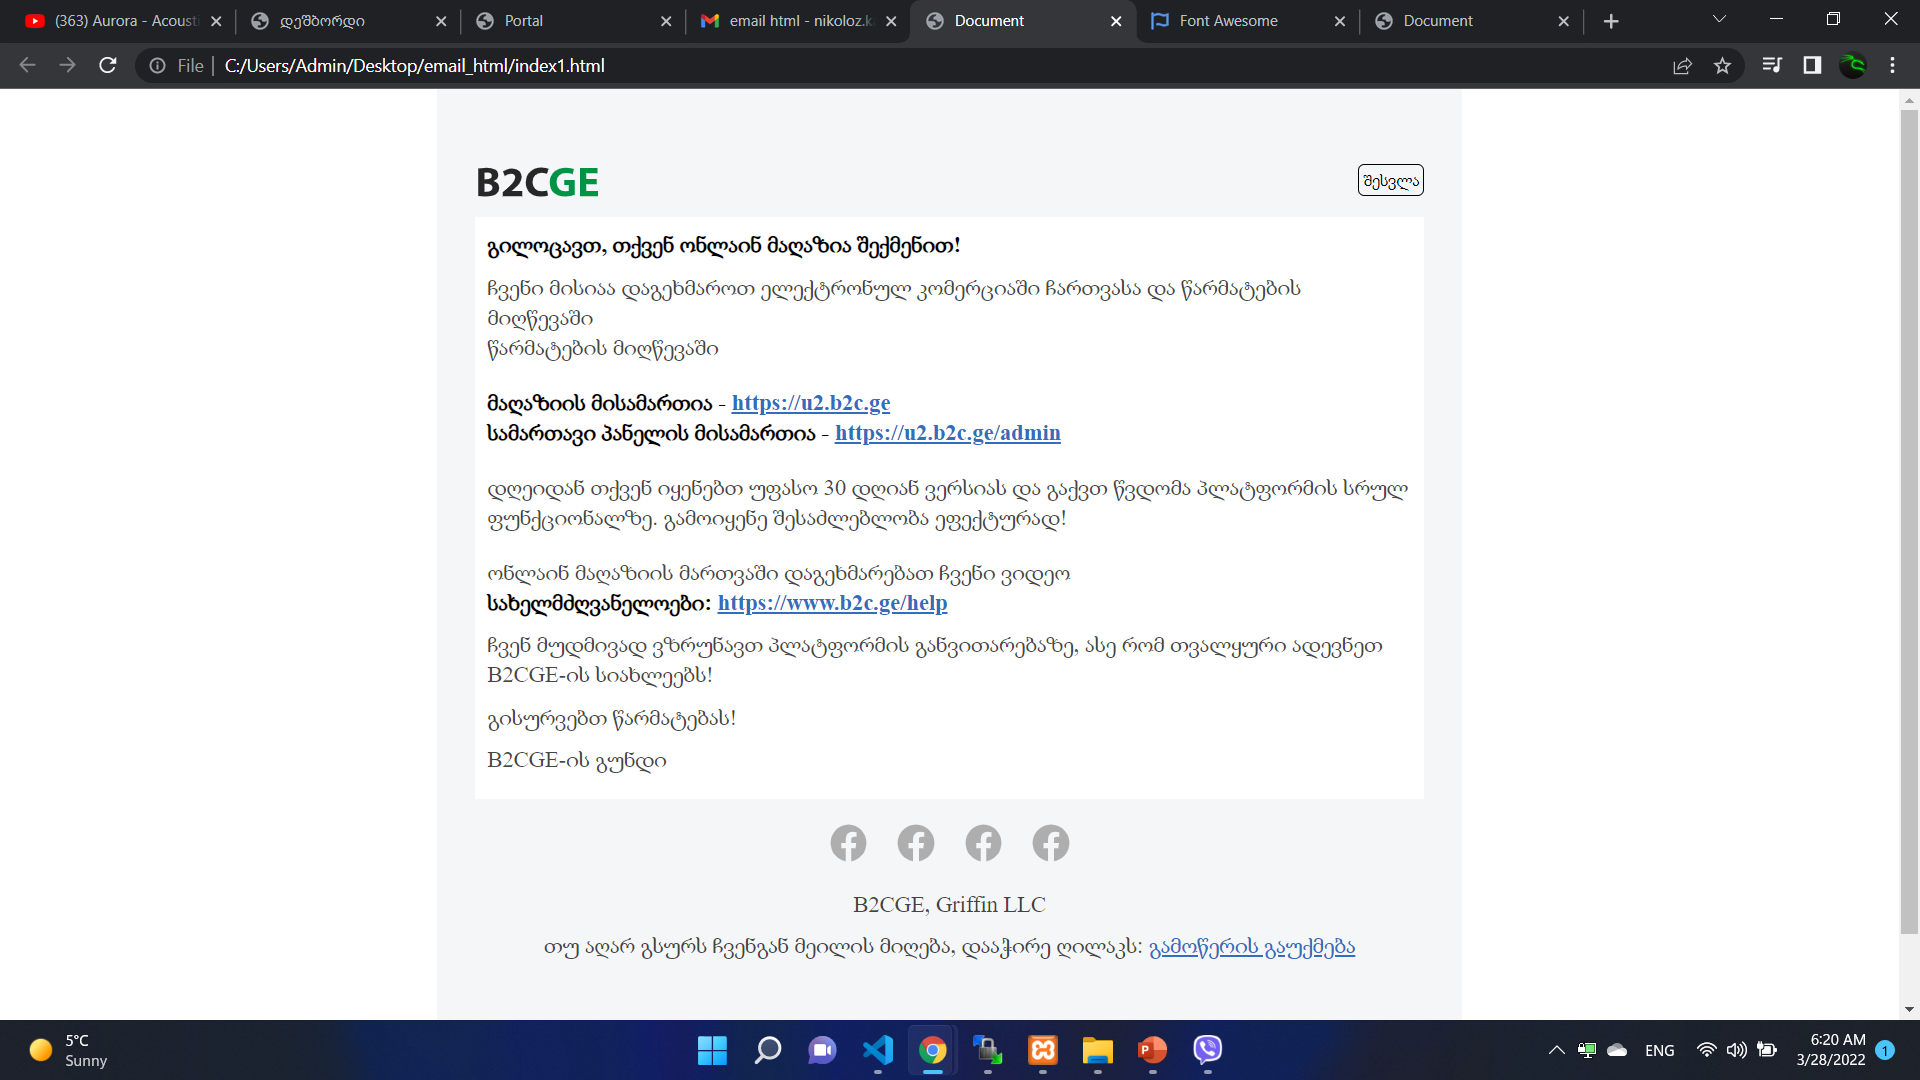 (363) Aurora - Acousti
დეშბორდი
Portal
email html - nikoloz.k
Document
Font Awesome
Document
File
C:/Users/Admin/Desktop/email_html/index1.html
B2CGE
შესვლა
გილოცავთ, თქვენ ონლაინ მაღაზია შექმენით!
ჩვენი მისიაა დაგეხმაროთ ელექტრონულ კომერციაში ჩართვასა და წარმატების
მიღწევაში
წარმატების მიღწევაში
მაღაზიის მისამართია - https://u2.b2c.ge
სამართავი პანელის მისამართია - https://u2.b2c.ge/admin
დღეიდან თქვენ იყენებთ უფასო 30 დღიან ვერსიას და გაქვთ წვდომა პლატფორმის სრულ
ფუნქციონალზე. გამოიყენე შესაძლებლობა ეფექტურად!
ონლაინ მაღაზიის მართვაში დაგეხმარებათ ჩვენი ვიდეო
სახელმძღვანელოები: https://www.b2c.ge/help
ჩვენ მუდმივად ვზრუნავთ პლატფორმის განვითარებაზე, ასე რომ თვალყური ადევნეთ
B2CGE-ის სიახლეებს!
გისურვებთ წარმატებას!
B2CGE-ის გუნდი
B2CGE, Griffin LLC
თუ აღარ გსურს ჩვენგან მეილის მიღება, დააჭირე ღილაკს: გამოწერის გაუქმება
5°C
Sunny
ENG
6:20 AM
3/28/2022
1